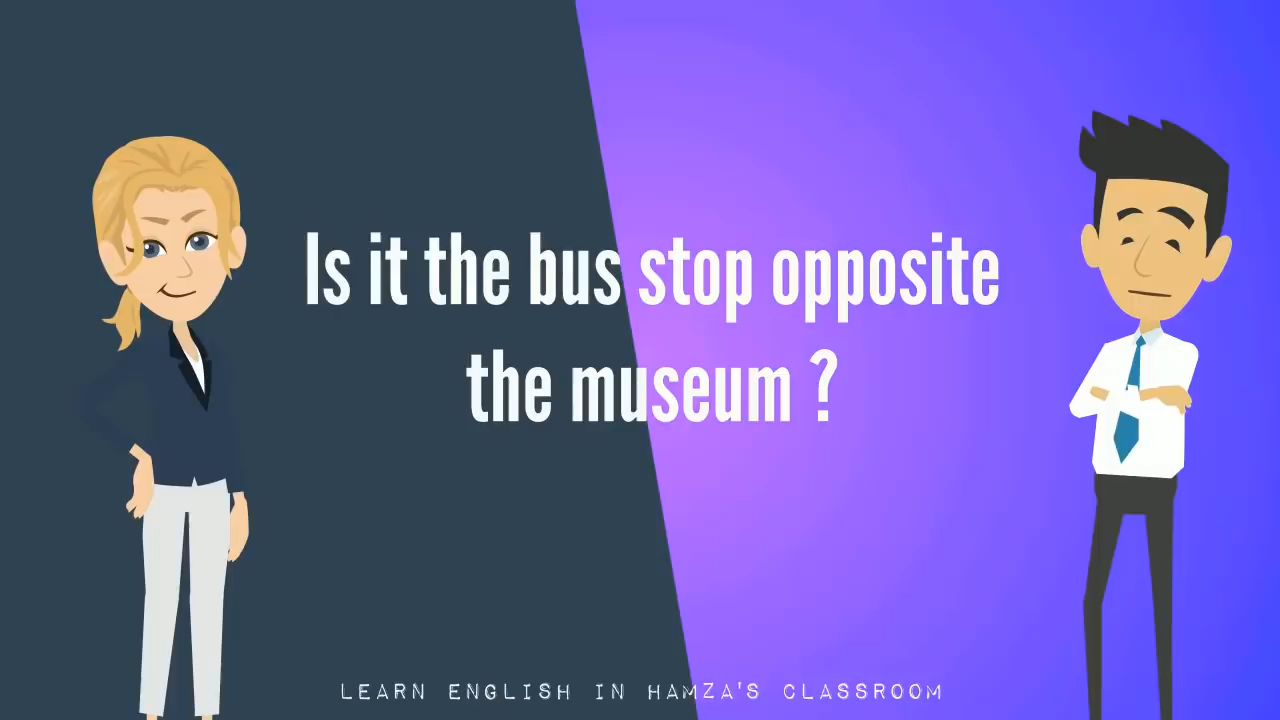 Is it the bus stop opposite
the museum ?
LEARN ENGLISH IN HAMZA'S CLASSROOM